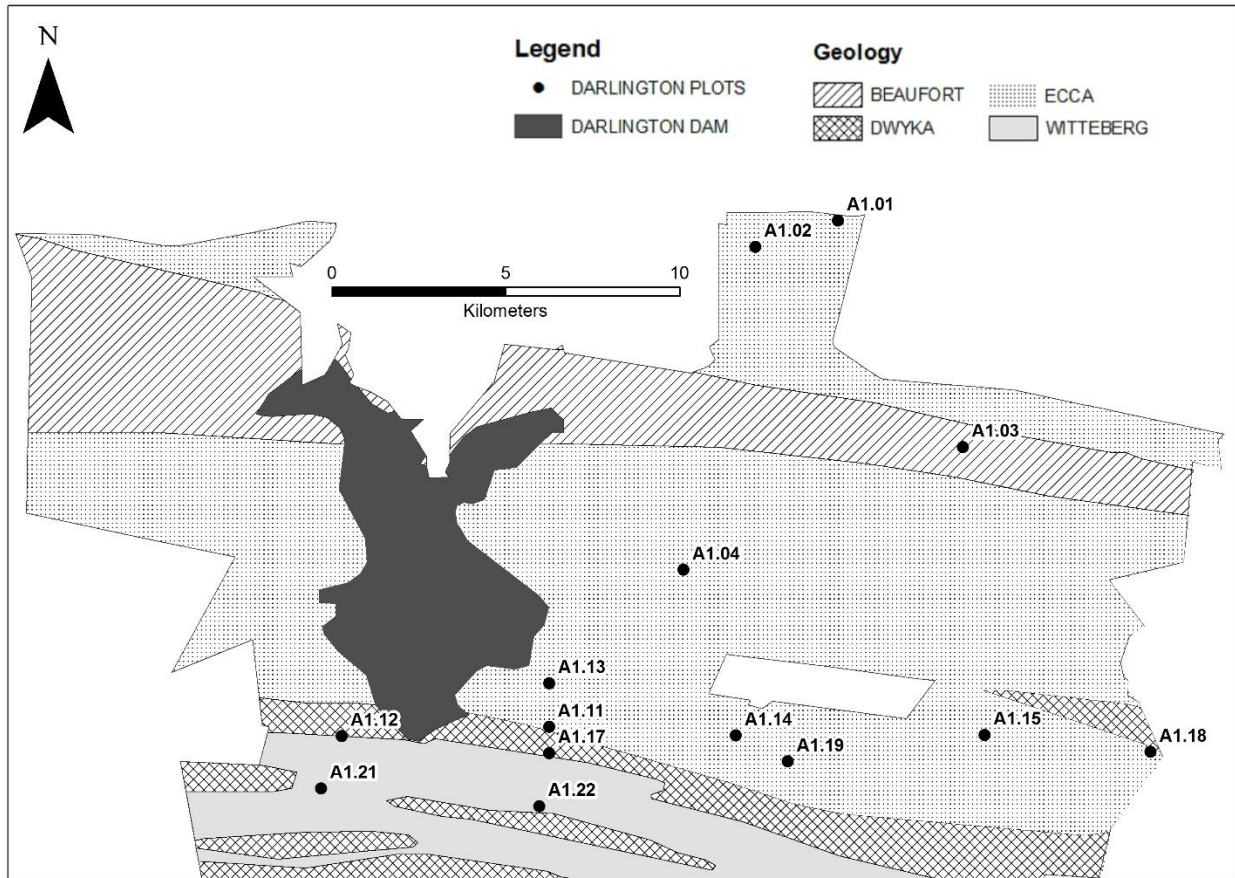 N
Legend
DARLINGTON PLOTS
DARLINGTON DAM
Geology
BEAUFORT
ECCA
DWYKA
WITTEBERG
A1.01
A1.02
0 5 10
Kilometers
A1.03
A1.04
A1.13
A1.11
A1.12
A1.14
A1.15
A1.17
A1.18
A1.19
A1.21
A1.22